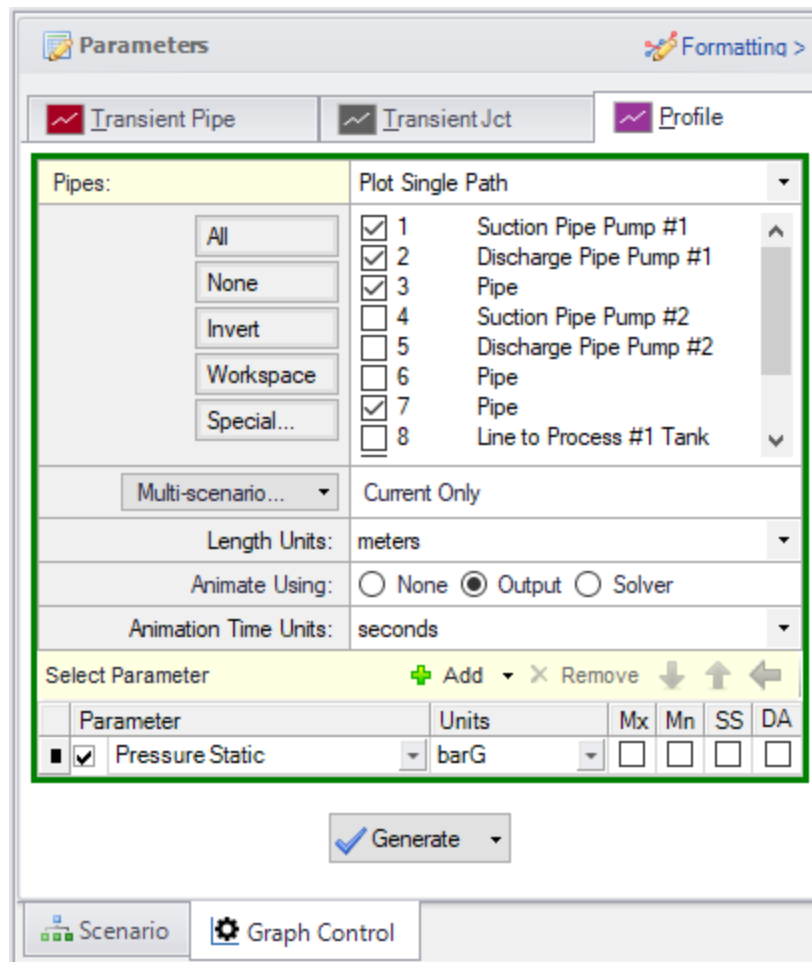 Parameters Formatting >
Transient Pipe Transient Jct Profile
Pipes: Plot Single Path
All
None
Invert
Workspace
Special...
1 Suction Pipe Pump #1
2 Discharge Pipe Pump #1
3 Pipe
4 Suction Pipe Pump #2
5 Discharge Pipe Pump #2
6 Pipe
7 Pipe
8 Line to Process #1 Tank
Multi-scenario... Current Only
Length Units: meters
Animate Using: None Output Solver
Animation Time Units: seconds
Select Parameter Add Remove
Parameter Units Mx Mn SS DA
Pressure Static barG
Generate
Scenario Graph Control